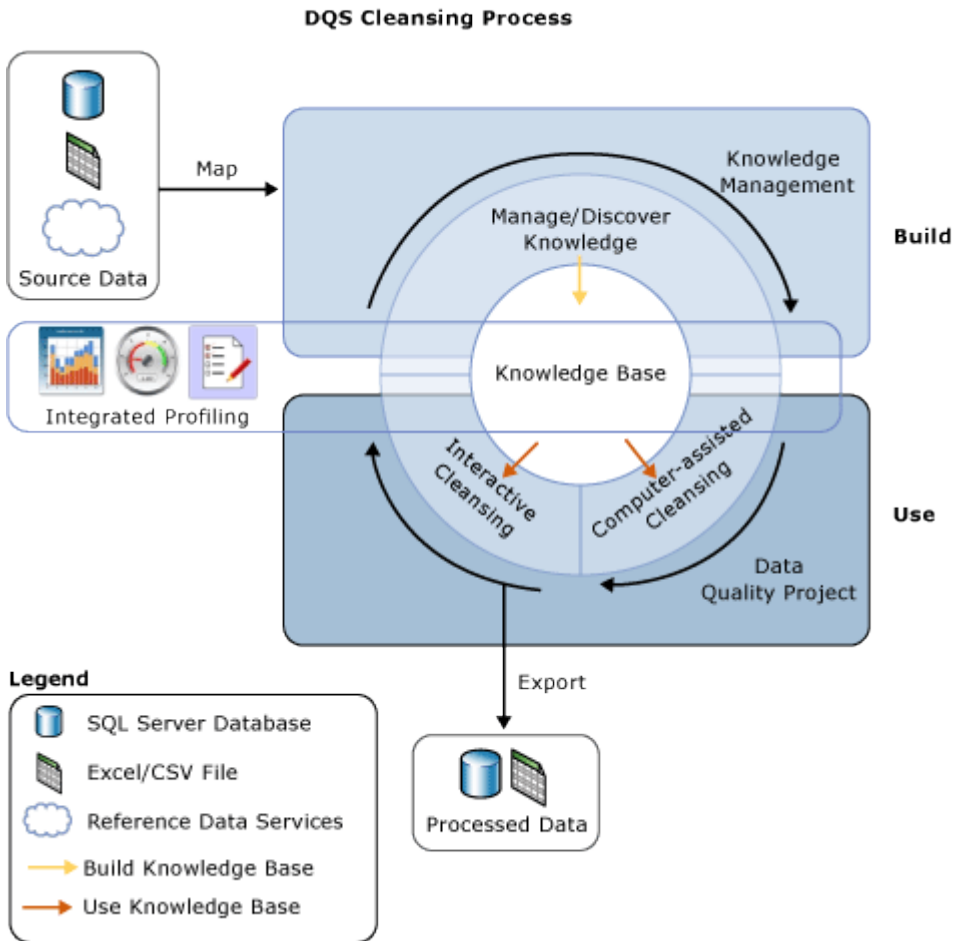 DQS Cleansing Process
Source Data
Map
Knowledge
Management
Manage/Discover
Knowledge
Build
Integrated Profiling
Knowledge Base
Interactive
Cleansing
Computer-assisted
Cleansing
Use
Data
Quality Project
Export
Processed Data
Legend
SQL Server Database
Excel/CSV File
Reference Data Services
Build Knowledge Base
Use Knowledge Base